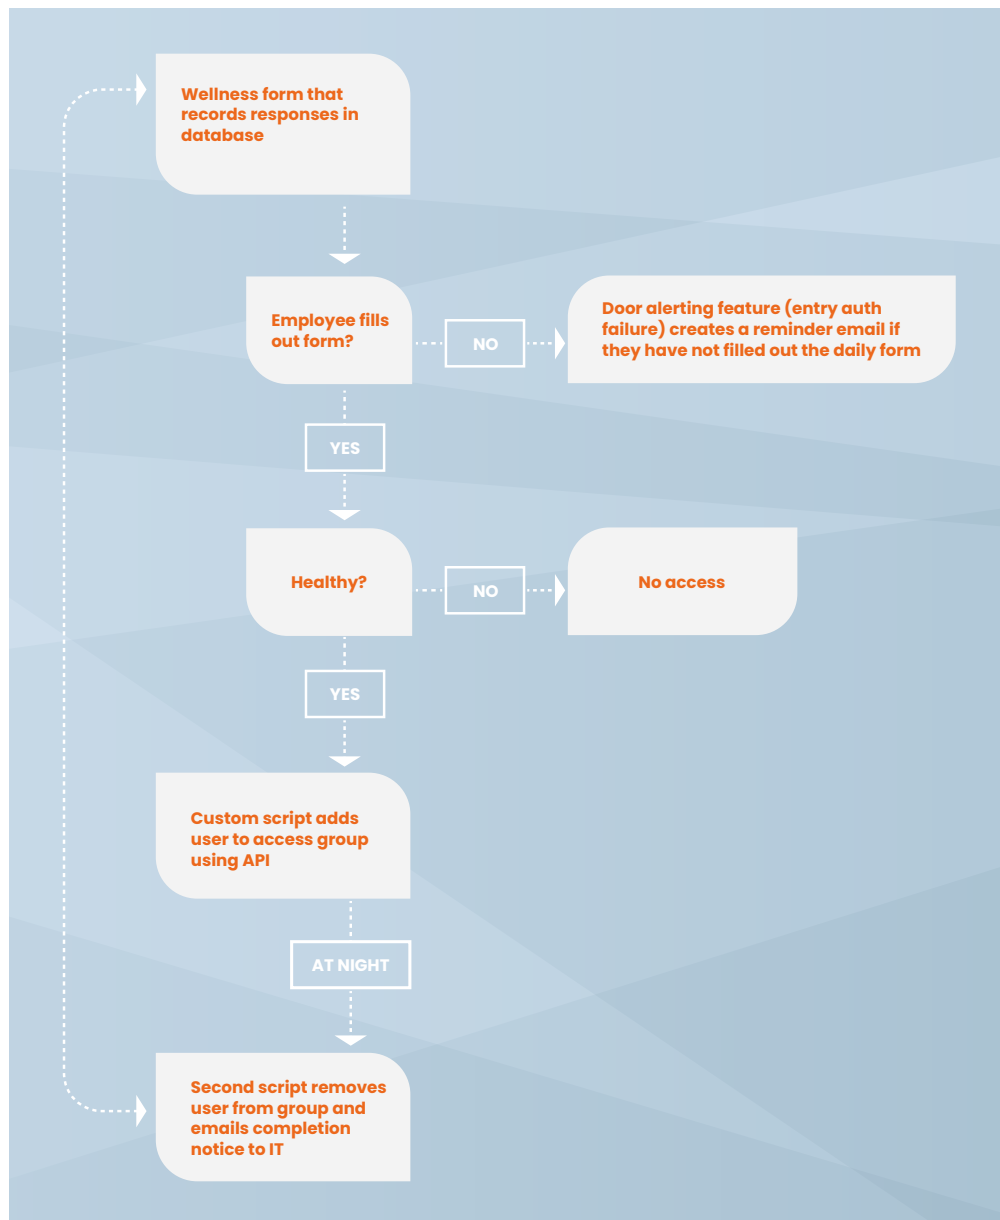 Wellness form that
records responses in
database
Employee fills
out form?
NO
Door alerting feature (entry auth
failure) creates a reminder email if
they have not filled out the daily form
YES
Healthy?
NO
No access
YES
Custom script adds
user to access group
using API
AT NIGHT
Second script removes
user from group and
emails completion
notice to IT